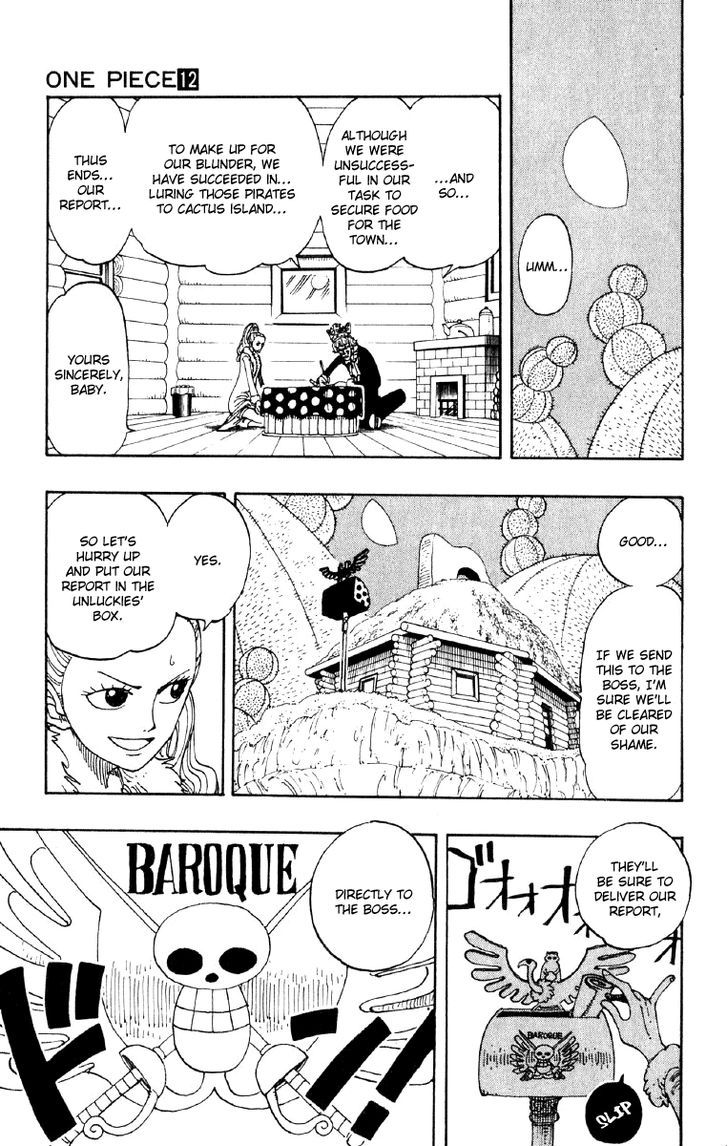 ONE PIECE 12
UMM...
...AND
SO...
ALTHOUGH
WE WERE
UNSUCCESS-
FUL IN OUR
TASK TO
SECURE FOOD
FOR THE
TOWN...
TO MAKE UP FOR
OUR BLUNDER, WE
HAVE SUCCEEDED IN...
LURING THOSE PIRATES
TO CACTUS ISLAND...
THUS
ENDS...
OUR
REPORT...
YOURS
SINCERELY,
BABY.
GOOD...
IF WE SEND
THIS TO THE
BOSS, I'M
SURE WE'LL
BE CLEARED
OF OUR
SHAME.
YES.
SO LET'S
HURRY UP
AND PUT OUR
REPORT IN THE
UNLUCKIES'
BOX.
THEY'LL
BE SURE TO
DELIVER OUR
REPORT,
ゴォォオオォ
BAROQUE
SLIP
DIRECTLY TO
THE BOSS...
BAROQUE
ドン!!